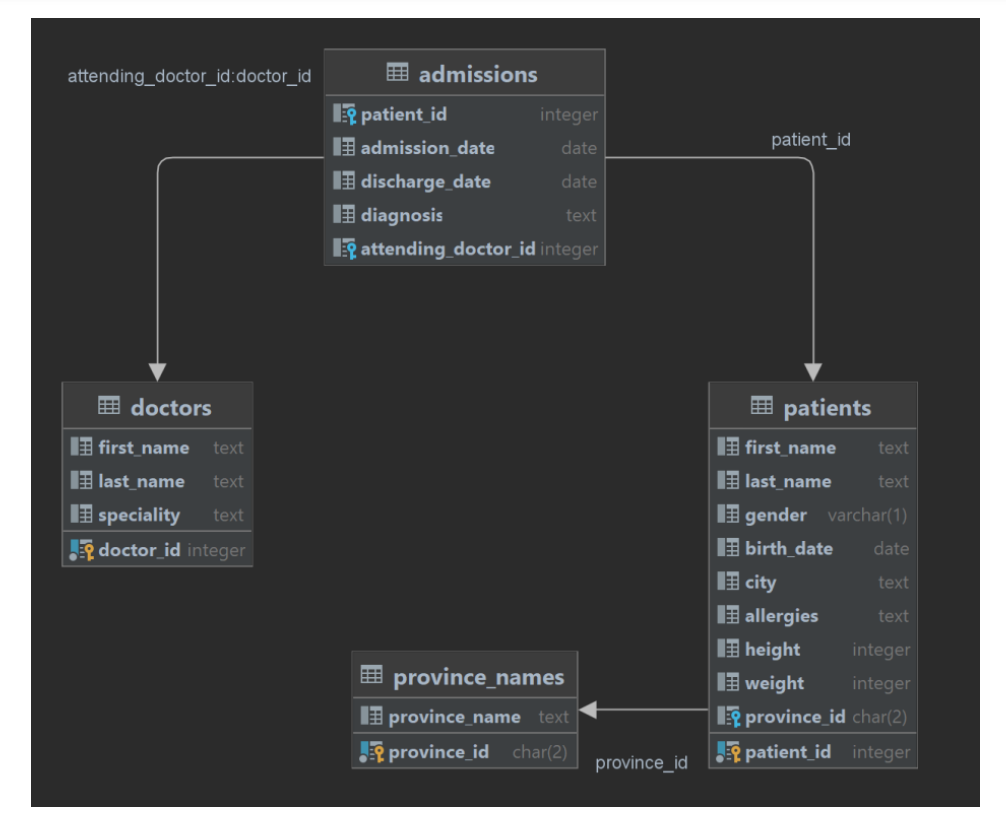 attending_doctor_id:doctor_id
admissions
patient_id integer
admission_date date
discharge_date date
diagnosis text
attending_doctor_id integer
patient_id
doctors
first_name text
last_name text
speciality text
doctor_id integer
patients
first_name text
last_name text
gender varchar(1)
birth_date date
city text
allergies text
height integer
weight integer
province_id char(2)
patient_id integer
province_names
province_name text
province_id char(2)
province_id